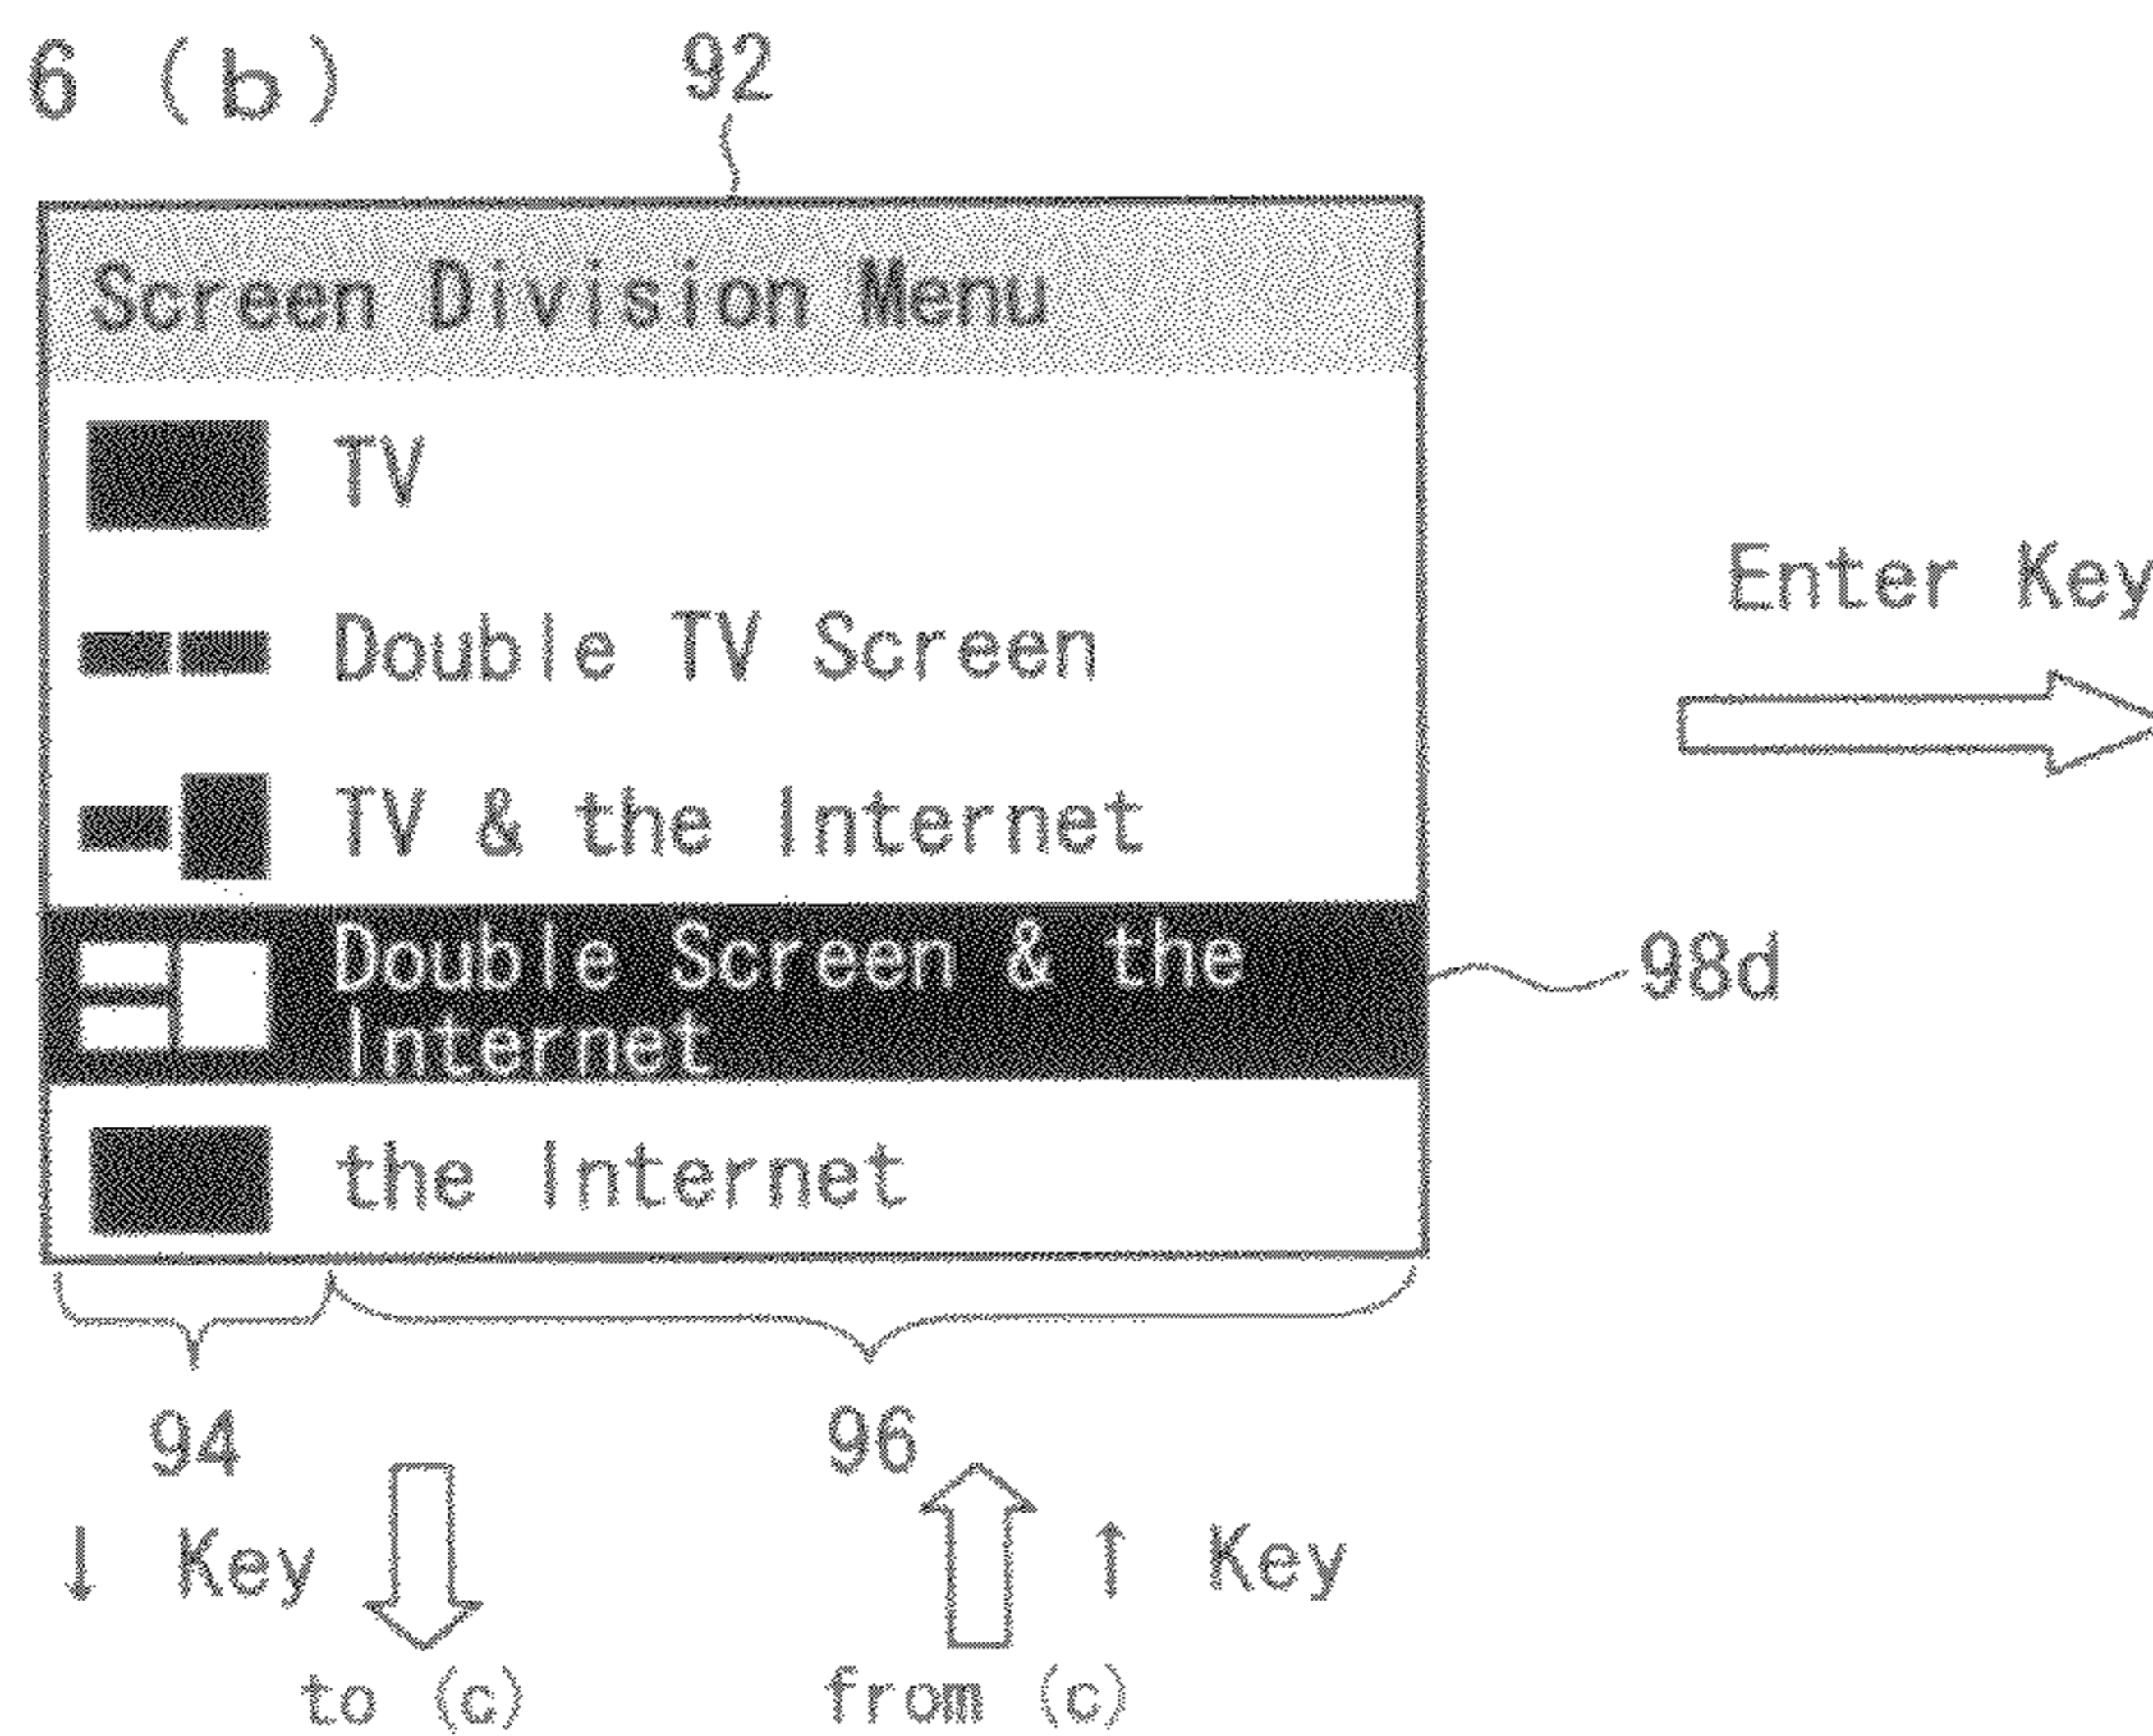 6 (b)
92
Screen Division Menu
TV
Double TV Screen
TV & the Internet
Double Screen & the
Internet
the Internet
Enter Key
98d
94
96
↓ Key
↑ Key
to (c)
from (c)